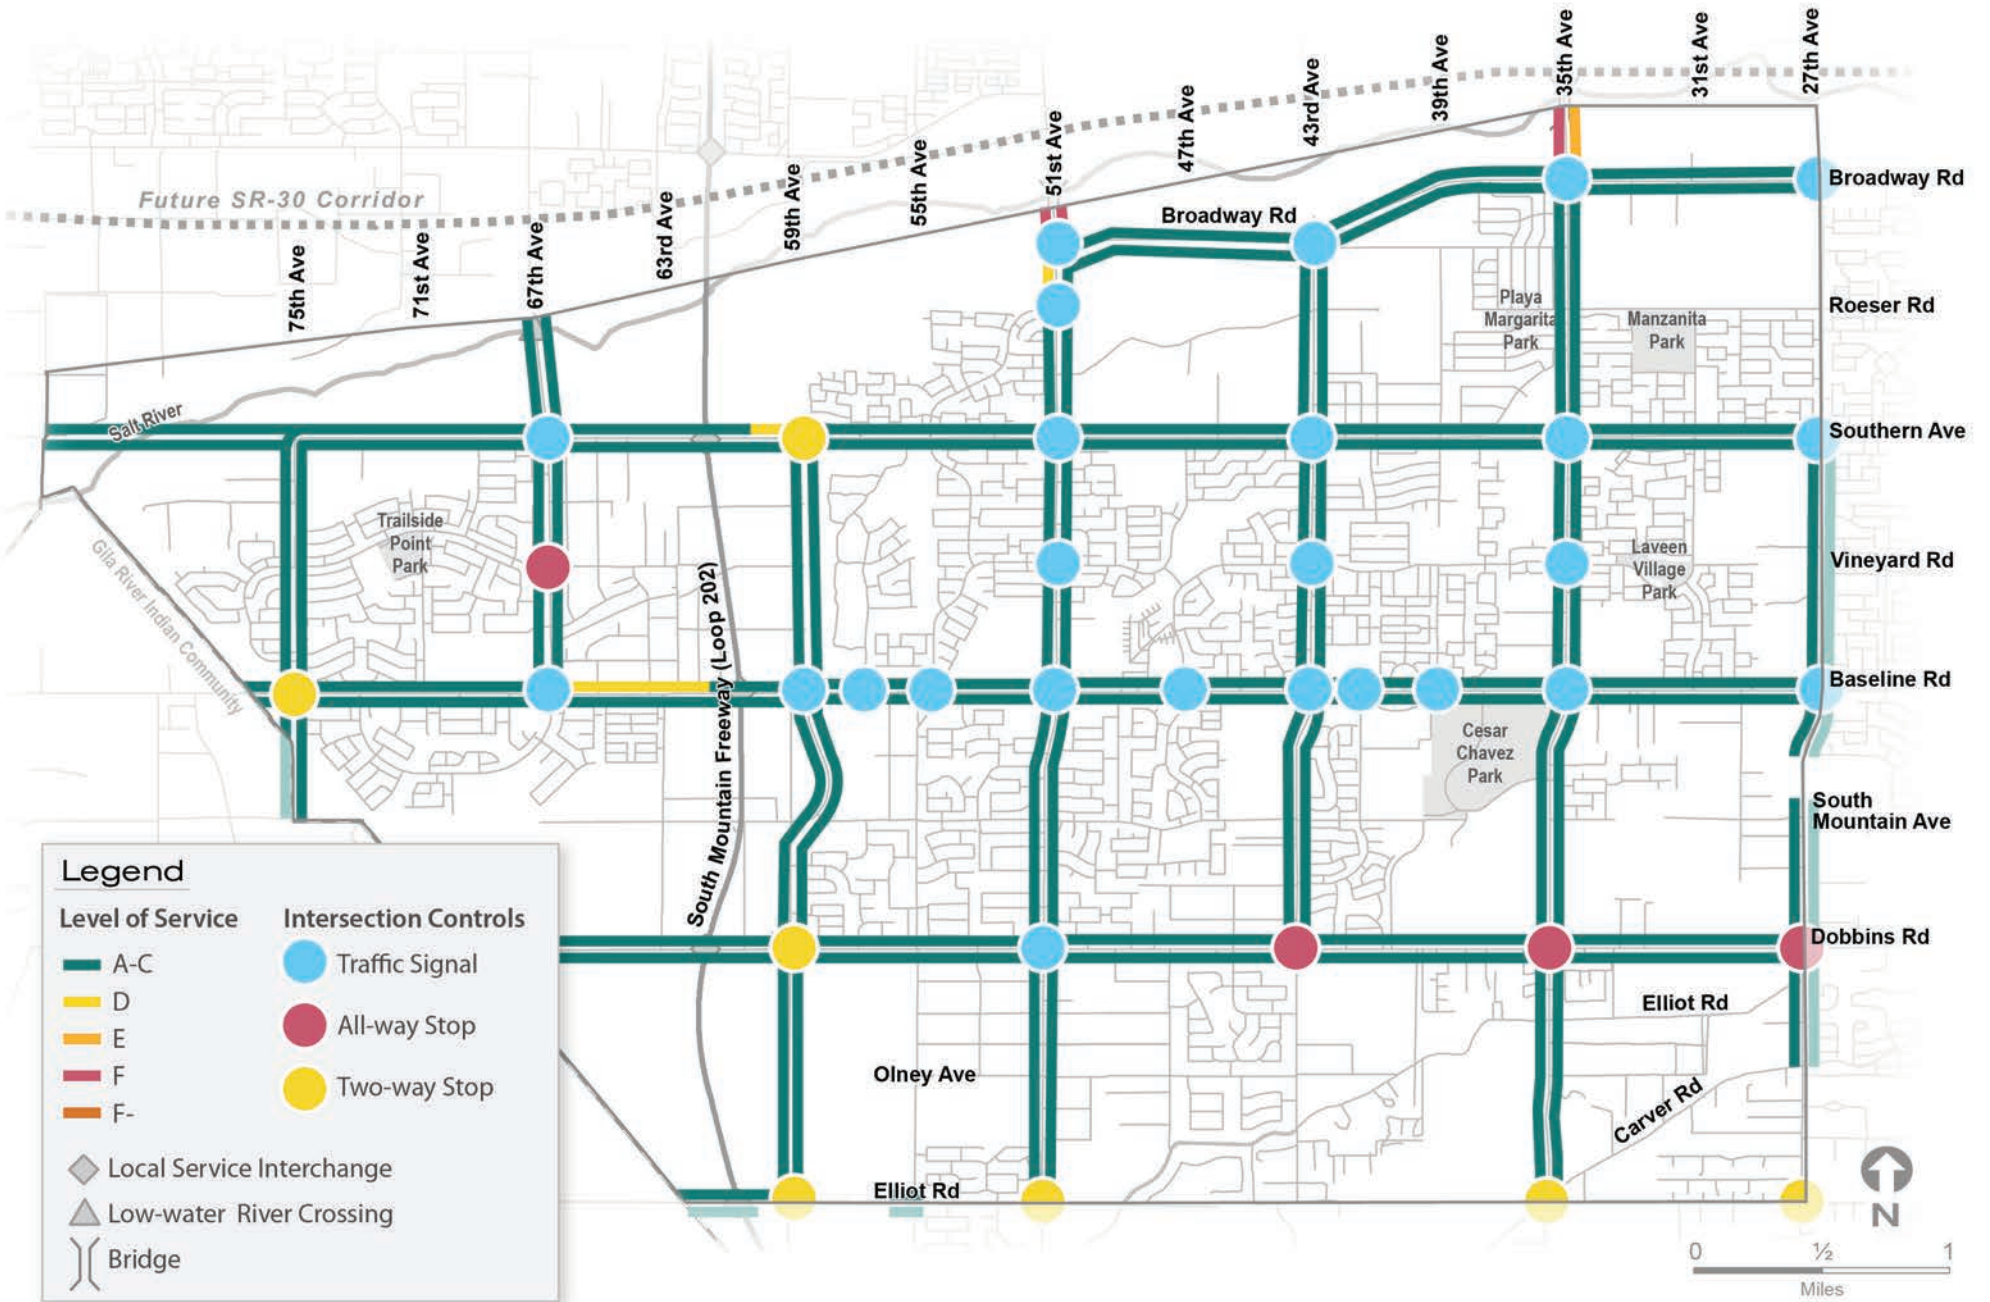 27th Ave
31st Ave
35th Ave
39th Ave
43rd Ave
47th Ave
51st Ave
55th Ave
59th Ave
63rd Ave
67th Ave
71st Ave
75th Ave
Future SR-30 Corridor
Broadway Rd
Broadway Rd
Roeser Rd
Playa
Margarita
Park
Manzanita
Park
Salt River
Southern Ave
Trailside
Point
Park
Laveen
Village
Park
Vineyard Rd
Gila River Indian Community
South Mountain Freeway (Loop 202)
Baseline Rd
Cesar
Chavez
Park
South
Mountain Ave
Dobbins Rd
Elliot Rd
Olney Ave
Carver Rd
Elliot Rd
Legend
Level of Service
A-C
D
E
F
F-
Intersection Controls
Traffic Signal
All-way Stop
Two-way Stop
Local Service Interchange
Low-water River Crossing
Bridge
N
0 ½ 1
Miles